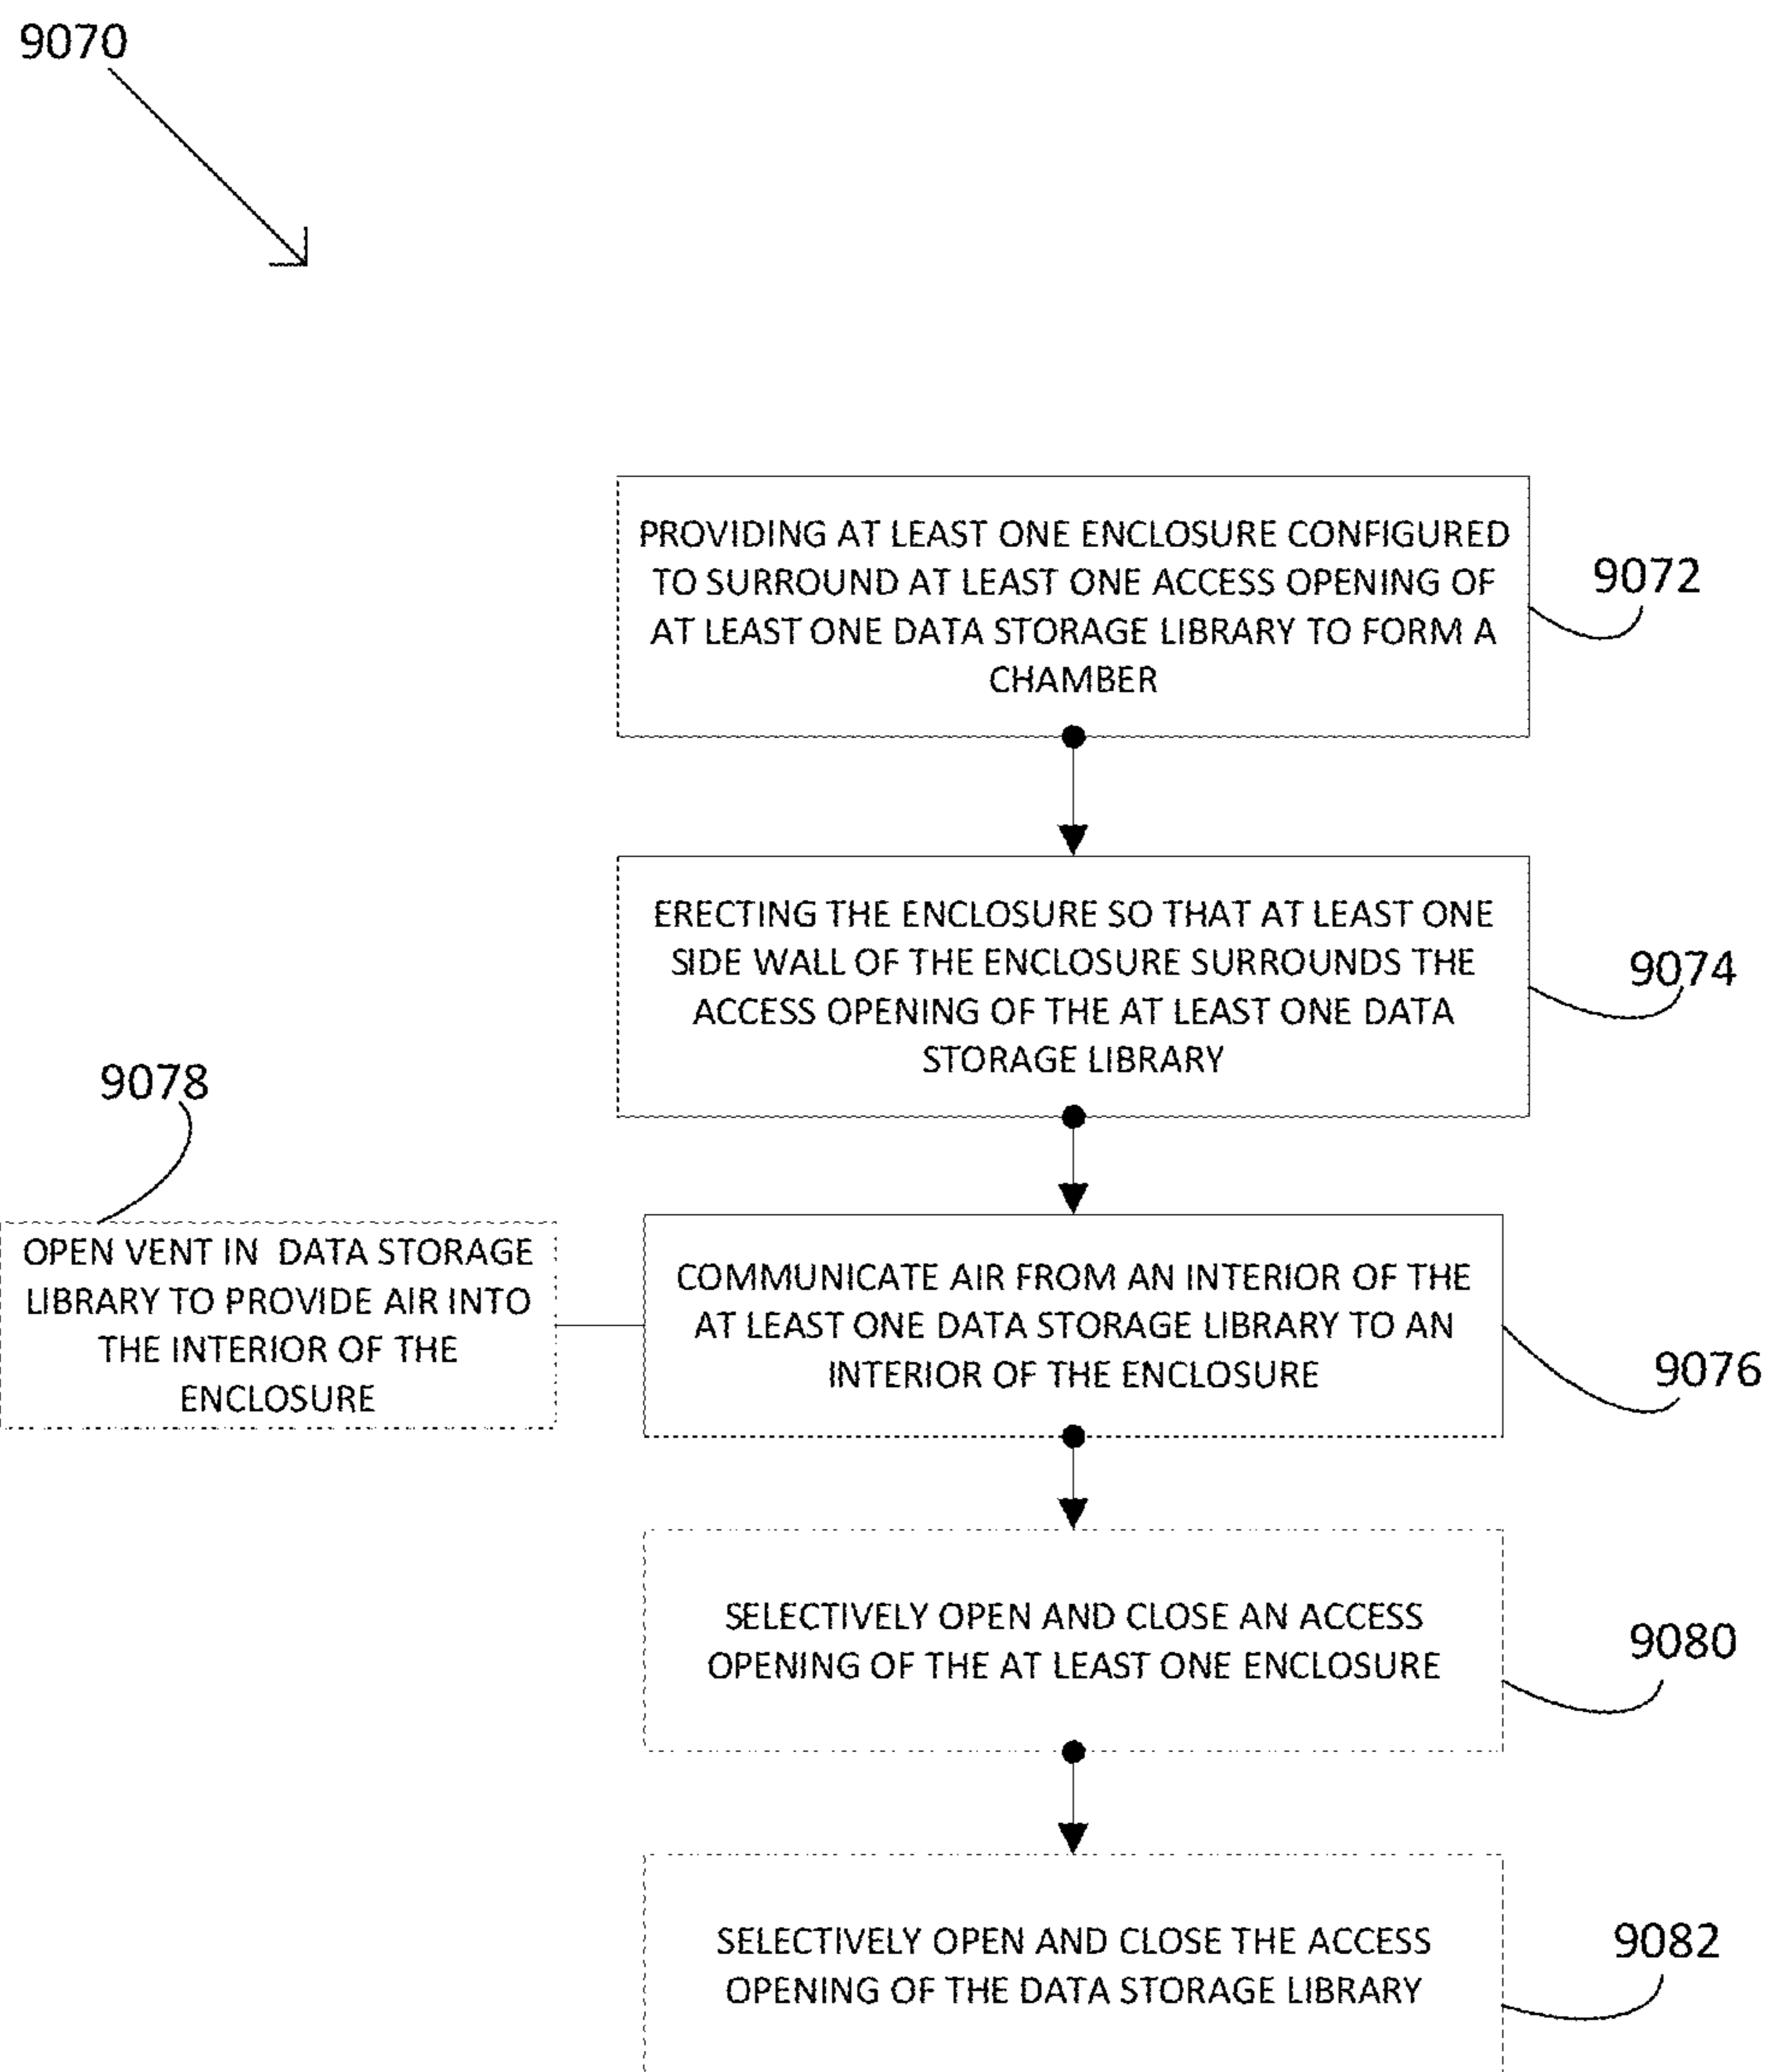 9070
PROVIDING AT LEAST ONE ENCLOSURE CONFIGURED
TO SURROUND AT LEAST ONE ACCESS OPENING OF
AT LEAST ONE DATA STORAGE LIBRARY TO FORM A
CHAMBER
9072
ERECTING THE ENCLOSURE SO THAT AT LEAST ONE
SIDE WALL OF THE ENCLOSURE SURROUNDS THE
ACCESS OPENING OF THE AT LEAST ONE DATA
STORAGE LIBRARY
9074
9078
OPEN VENT IN DATA STORAGE
LIBRARY TO PROVIDE AIR INTO
THE INTERIOR OF THE
ENCLOSURE
COMMUNICATE AIR FROM AN INTERIOR OF THE
AT LEAST ONE DATA STORAGE LIBRARY TO AN
INTERIOR OF THE ENCLOSURE
9076
SELECTIVELY OPEN AND CLOSE AN ACCESS
OPENING OF THE AT LEAST ONE ENCLOSURE
9080
SELECTIVELY OPEN AND CLOSE THE ACCESS
OPENING OF THE DATA STORAGE LIBRARY
9082